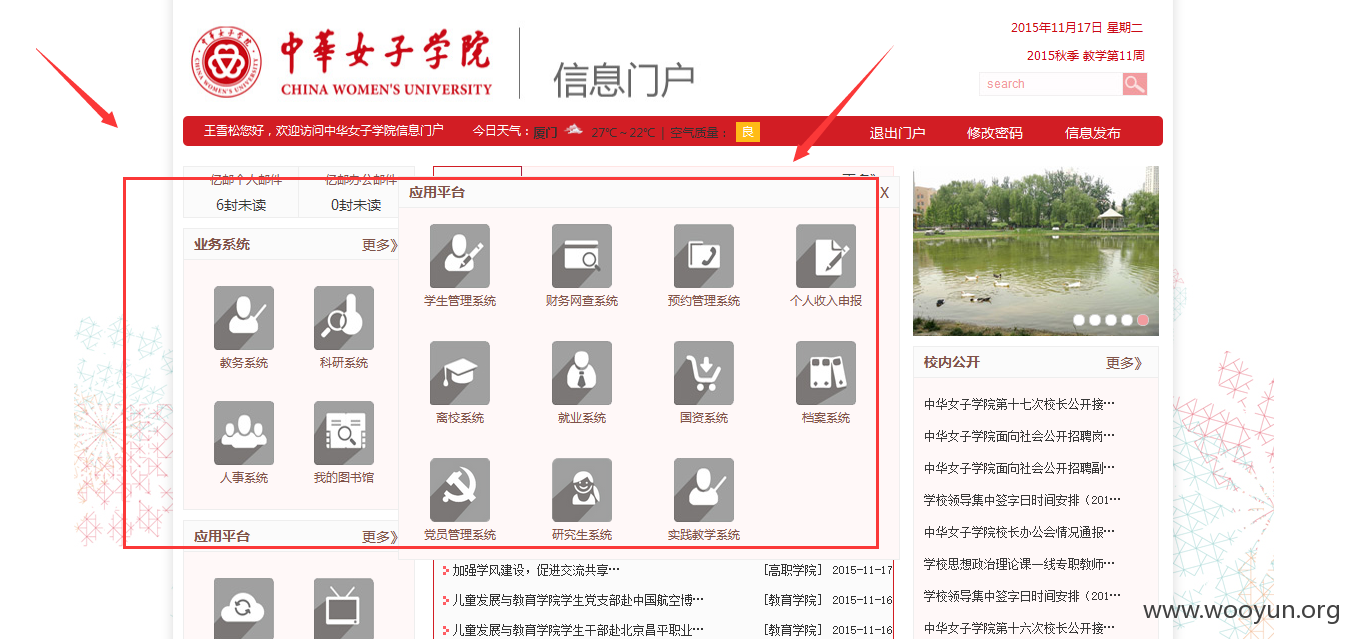 中華女子学院
CHINA WOMEN'S UNIVERSITY
信息门户
2015年11月17日 星期二
2015秋季 教学第11周
search
王雪松您好，欢迎访问中华女子学院信息门户
今日天气：厦门 27℃~22℃ | 空气质量： 良
退出门户 修改密码 信息发布
亿邮个人邮件 亿邮办公邮件
6封未读 0封未读
业务系统 更多》
教务系统 科研系统
人事系统 我的图书馆
应用平台 更多》
更多》
应用平台 X
学生管理系统 财务网查系统 预约管理系统 个人收入申报
离校系统 就业系统 国资系统 档案系统
党员管理系统 研究生系统 实践教学系统
加强学风建设，促进交流共享… [高职学院] 2015-11-17
儿童发展与教育学院学生党支部赴中国航空博… [教育学院] 2015-11-16
儿童发展与教育学院学生干部赴北京昌平职业… [教育学院] 2015-11-16
校内公开 更多》
中华女子学院第十七次校长公开接…
中华女子学院面向社会公开招聘岗…
中华女子学院面向社会公开招聘副…
学校领导集中签字日时间安排（201…
中华女子学院校长办公会情况通报…
学校思想政治理论课一线专职教师…
学校领导集中签字日时间安排（201…
中华女子学院第十六次校长公开接…
www.wooyun.org